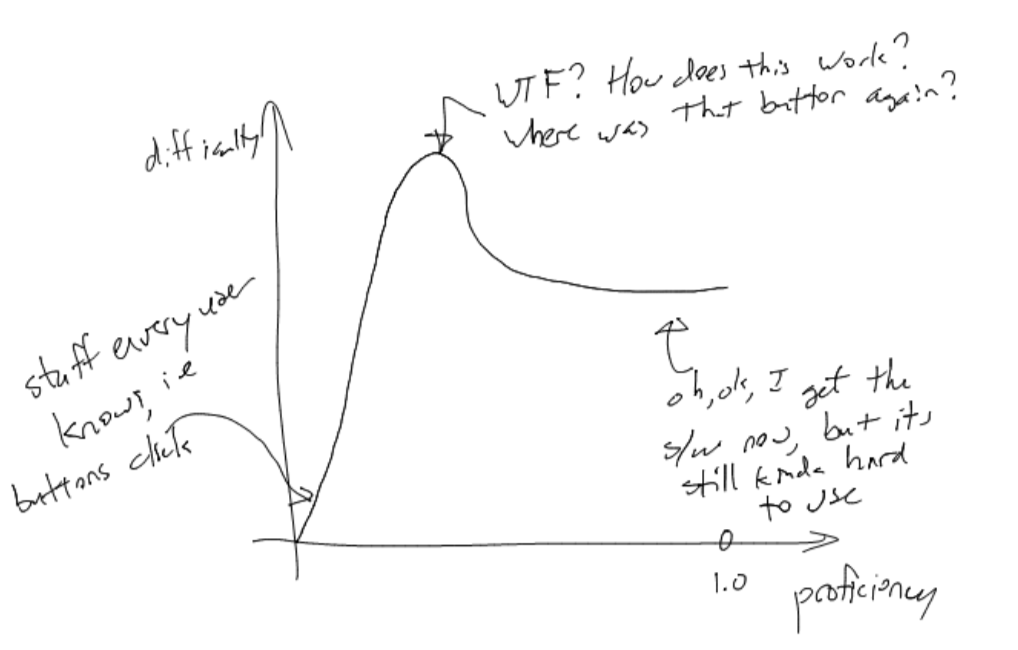 WTF? How does this work?
where was that button again?
difficulty
stuff every user
knows, ie
buttons click
oh, ok, I get the
s/w now, but its
still kinda hard
to use
1.0
proficiency